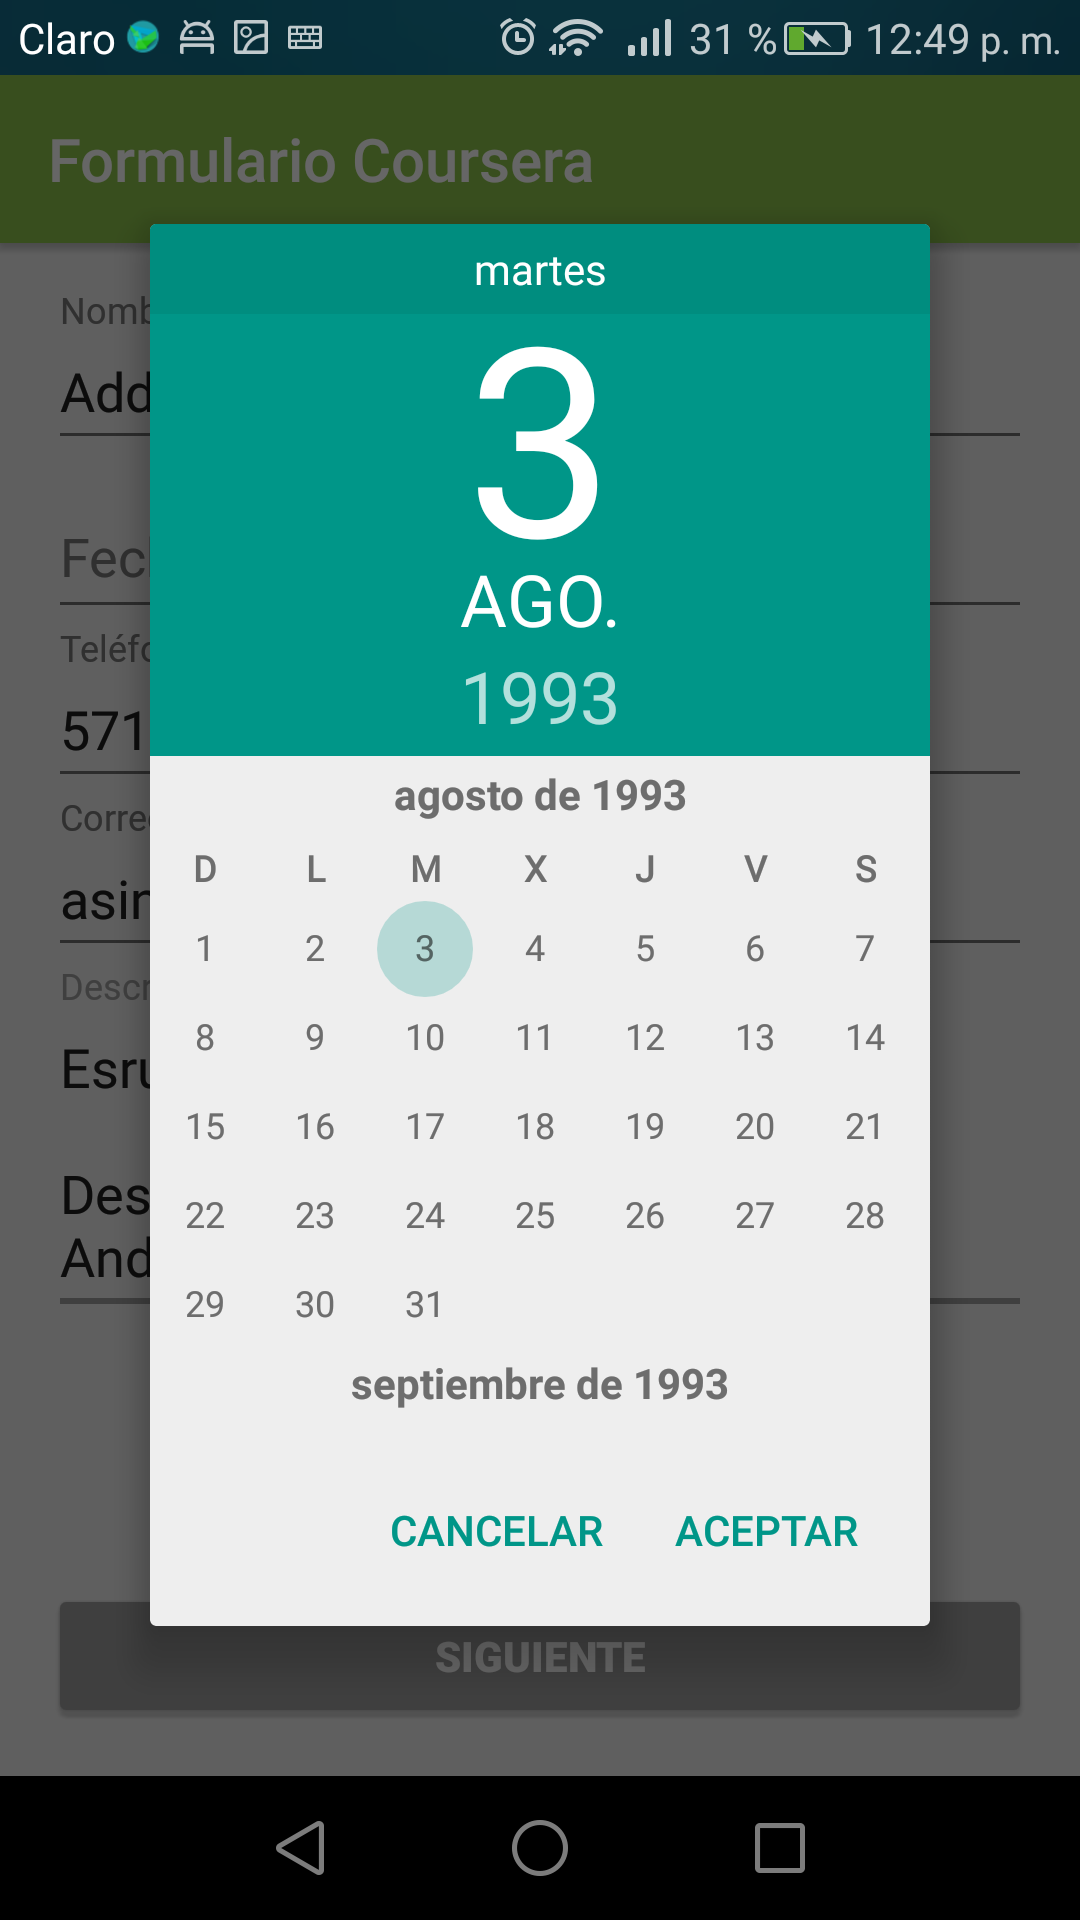 Claro 31 % 12:49 p. m.
Formulario Coursera
martes
3
AGO.
1993
agosto de 1993
D L M X J V S
1 2 3 4 5 6 7
8 9 10 11 12 13 14
15 16 17 18 19 20 21
22 23 24 25 26 27 28
29 30 31
septiembre de 1993
CANCELAR ACEPTAR
Nomb
Add
Fec
Teléfo
571
Corre
asin
Descr
Esru
Des
And
SIGUIENTE